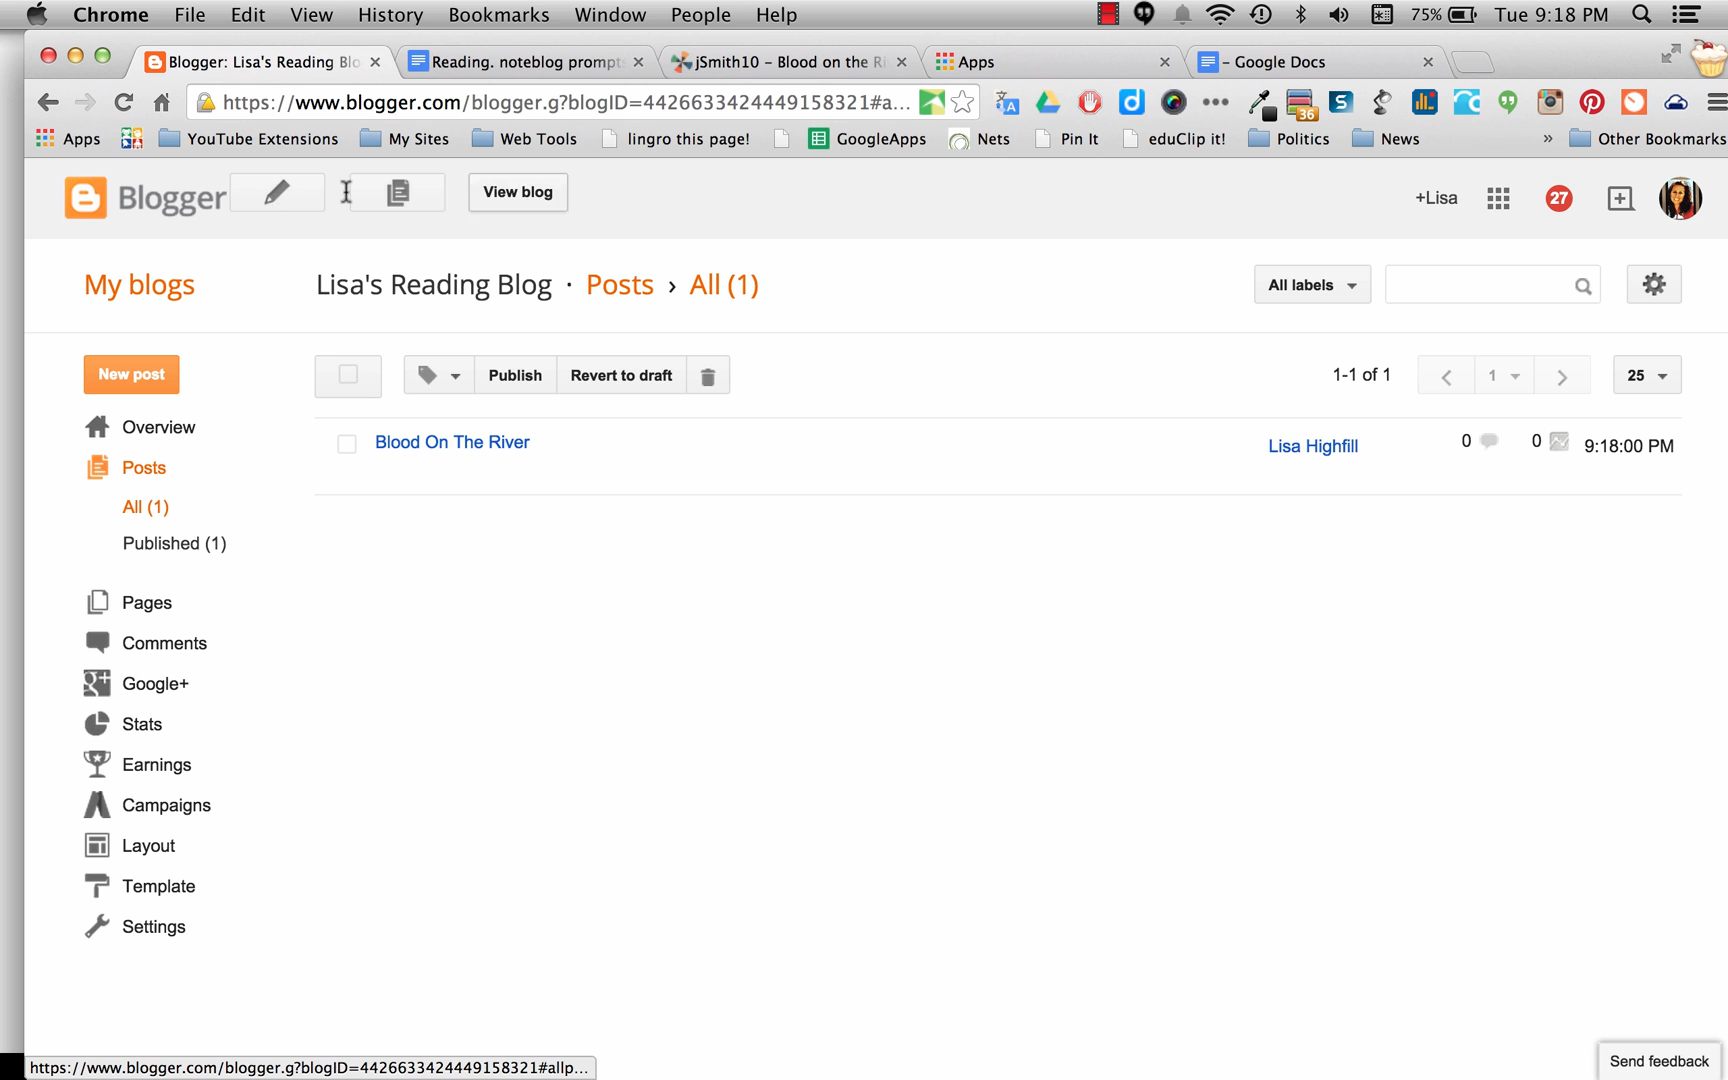 Chrome File Edit View History Bookmarks Window People Help 75% Tue 9:18 PM
Blogger: Lisa's Reading Blo
Reading. noteblog prompts
jSmith10 – Blood on the Ri
Apps
– Google Docs
https://www.blogger.com/blogger.g?blogID=4426633424449158321#a...
36
Apps YouTube Extensions My Sites Web Tools lingro this page! GoogleApps Nets Pin It eduClip it! Politics News » Other Bookmarks
Blogger View blog +Lisa 27
My blogs Lisa's Reading Blog · Posts › All (1) All labels
New post Publish Revert to draft 1-1 of 1 1 25
Overview
Blood On The River Lisa Highfill 0 0 9:18:00 PM
Posts
All (1)
Published (1)
Pages
Comments
Google+
Stats
Earnings
Campaigns
Layout
Template
Settings
https://www.blogger.com/blogger.g?blogID=4426633424449158321#allp...
Send feedback